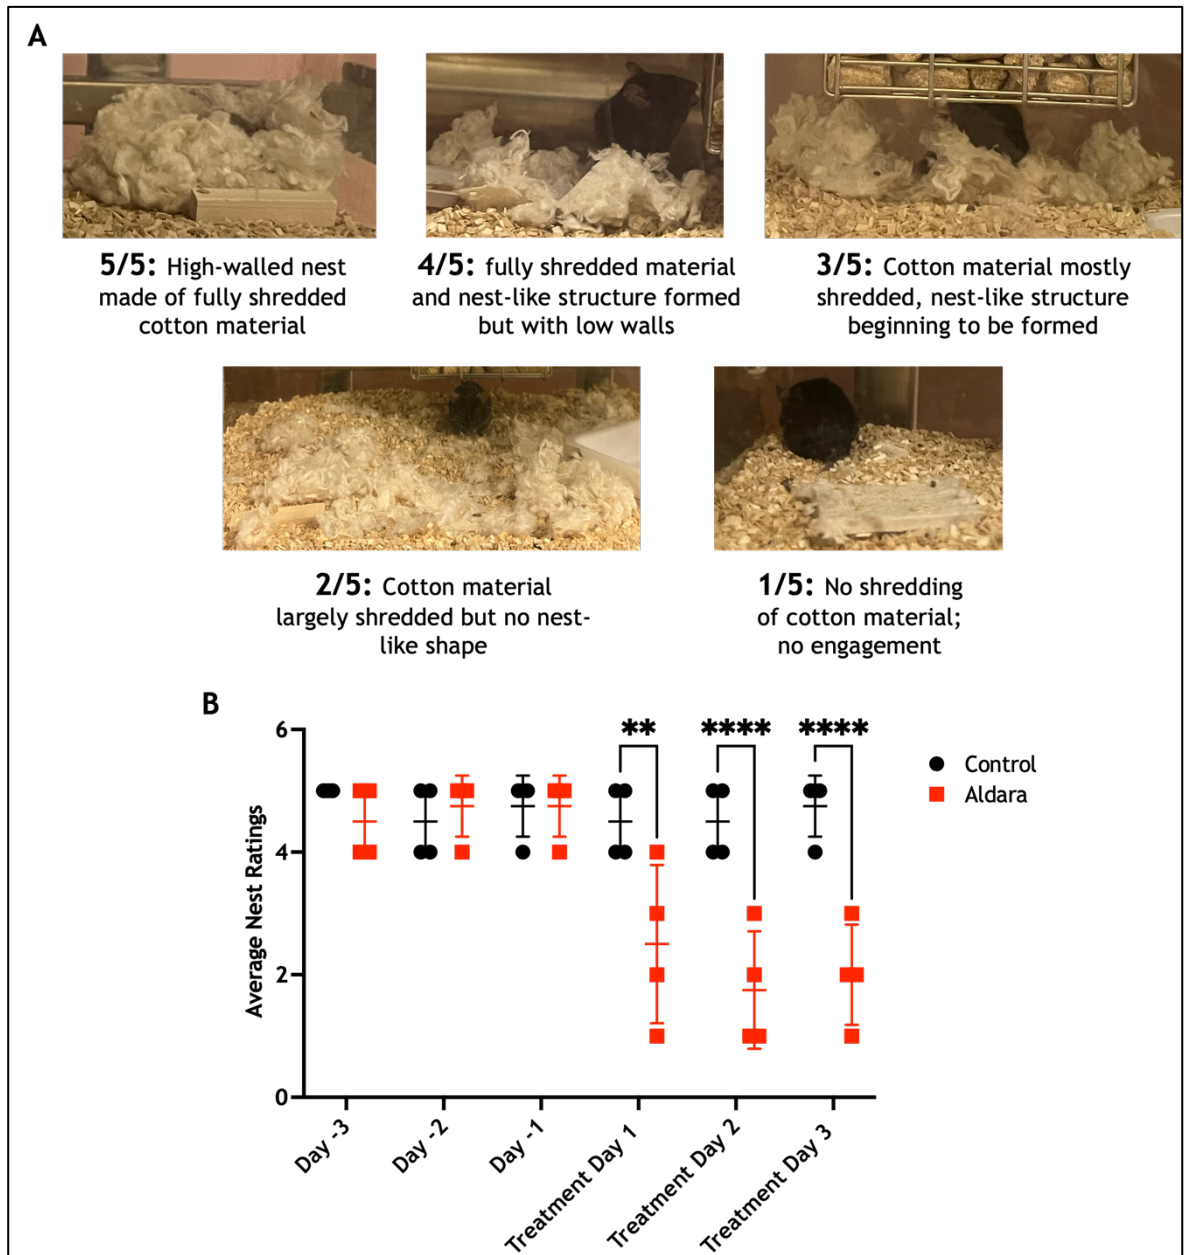 A
5/5: High-walled nest
made of fully shredded
cotton material
4/5: fully shredded material
and nest-like structure formed
but with low walls
3/5: Cotton material mostly
shredded, nest-like structure
beginning to be formed
2/5: Cotton material
largely shredded but no nest-
like shape
1/5: No shredding
of cotton material;
no engagement
B
Average Nest Ratings
6
4
2
0
**
****
****
Control
Aldara
Day -3
Day -2
Day -1
Treatment Day 1
Treatment Day 2
Treatment Day 3